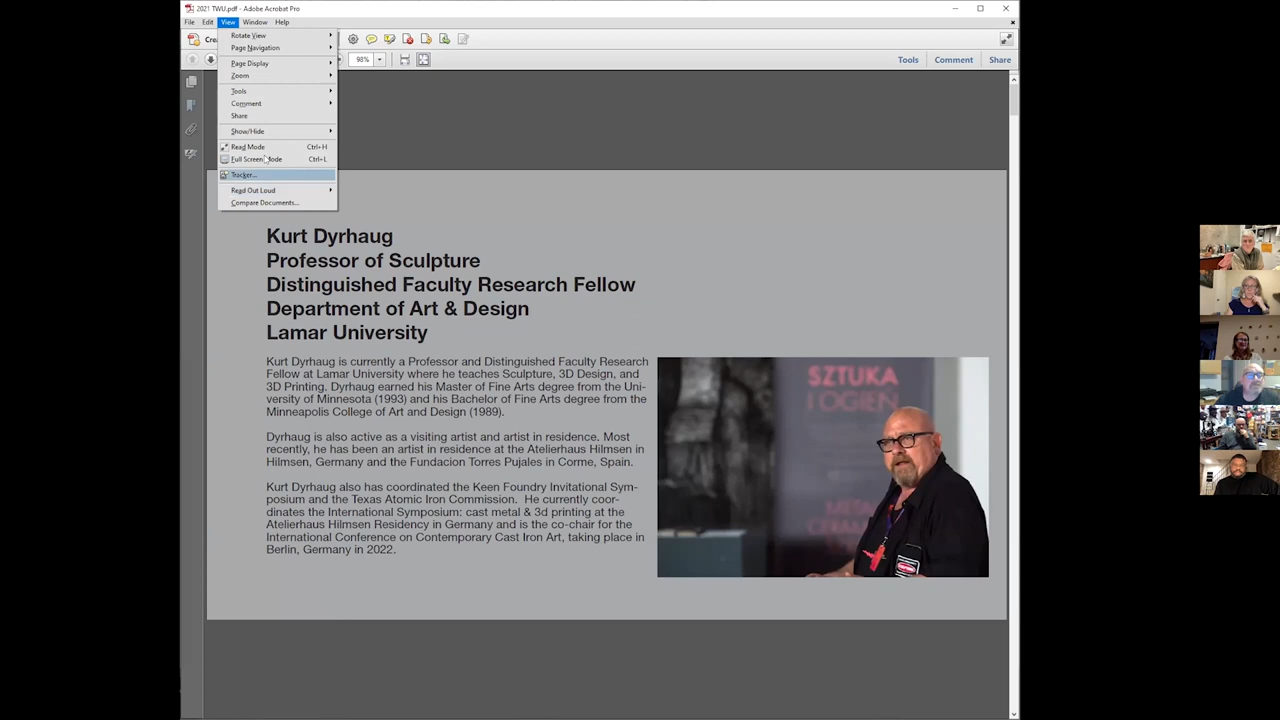 2021 TWU.pdf - Adobe Acrobat Pro
File Edit View Window Help
Rotate View
Page Navigation
Page Display
Zoom
Tools
Comment
Share
Show/Hide
Read Mode Ctrl+H
Full Screen Mode Ctrl+L
Tracker...
Read Out Loud
Compare Documents...
98%
Tools Comment Share
Kurt Dyrhaug
Professor of Sculpture
Distinguished Faculty Research Fellow
Department of Art & Design
Lamar University
Kurt Dyrhaug is currently a Professor and Distinguished Faculty Research
Fellow at Lamar University where he teaches Sculpture, 3D Design, and
3D Printing. Dyrhaug earned his Master of Fine Arts degree from the Uni-
versity of Minnesota (1993) and his Bachelor of Fine Arts degree from the
Minneapolis College of Art and Design (1989).
Dyrhaug is also active as a visiting artist and artist in residence. Most
recently, he has been an artist in residence at the Atelierhaus Hilmsen in
Hilmsen, Germany and the Fundacion Torres Pujales in Corme, Spain.
Kurt Dyrhaug also has coordinated the Keen Foundry Invitational Sym-
posium and the Texas Atomic Iron Commission. He currently coor-
dinates the International Symposium: cast metal & 3d printing at the
Atelierhaus Hilmsen Residency in Germany and is the co-chair for the
International Conference on Contemporary Cast Iron Art, taking place in
Berlin, Germany in 2022.
SZTUKA
I OGIEŃ